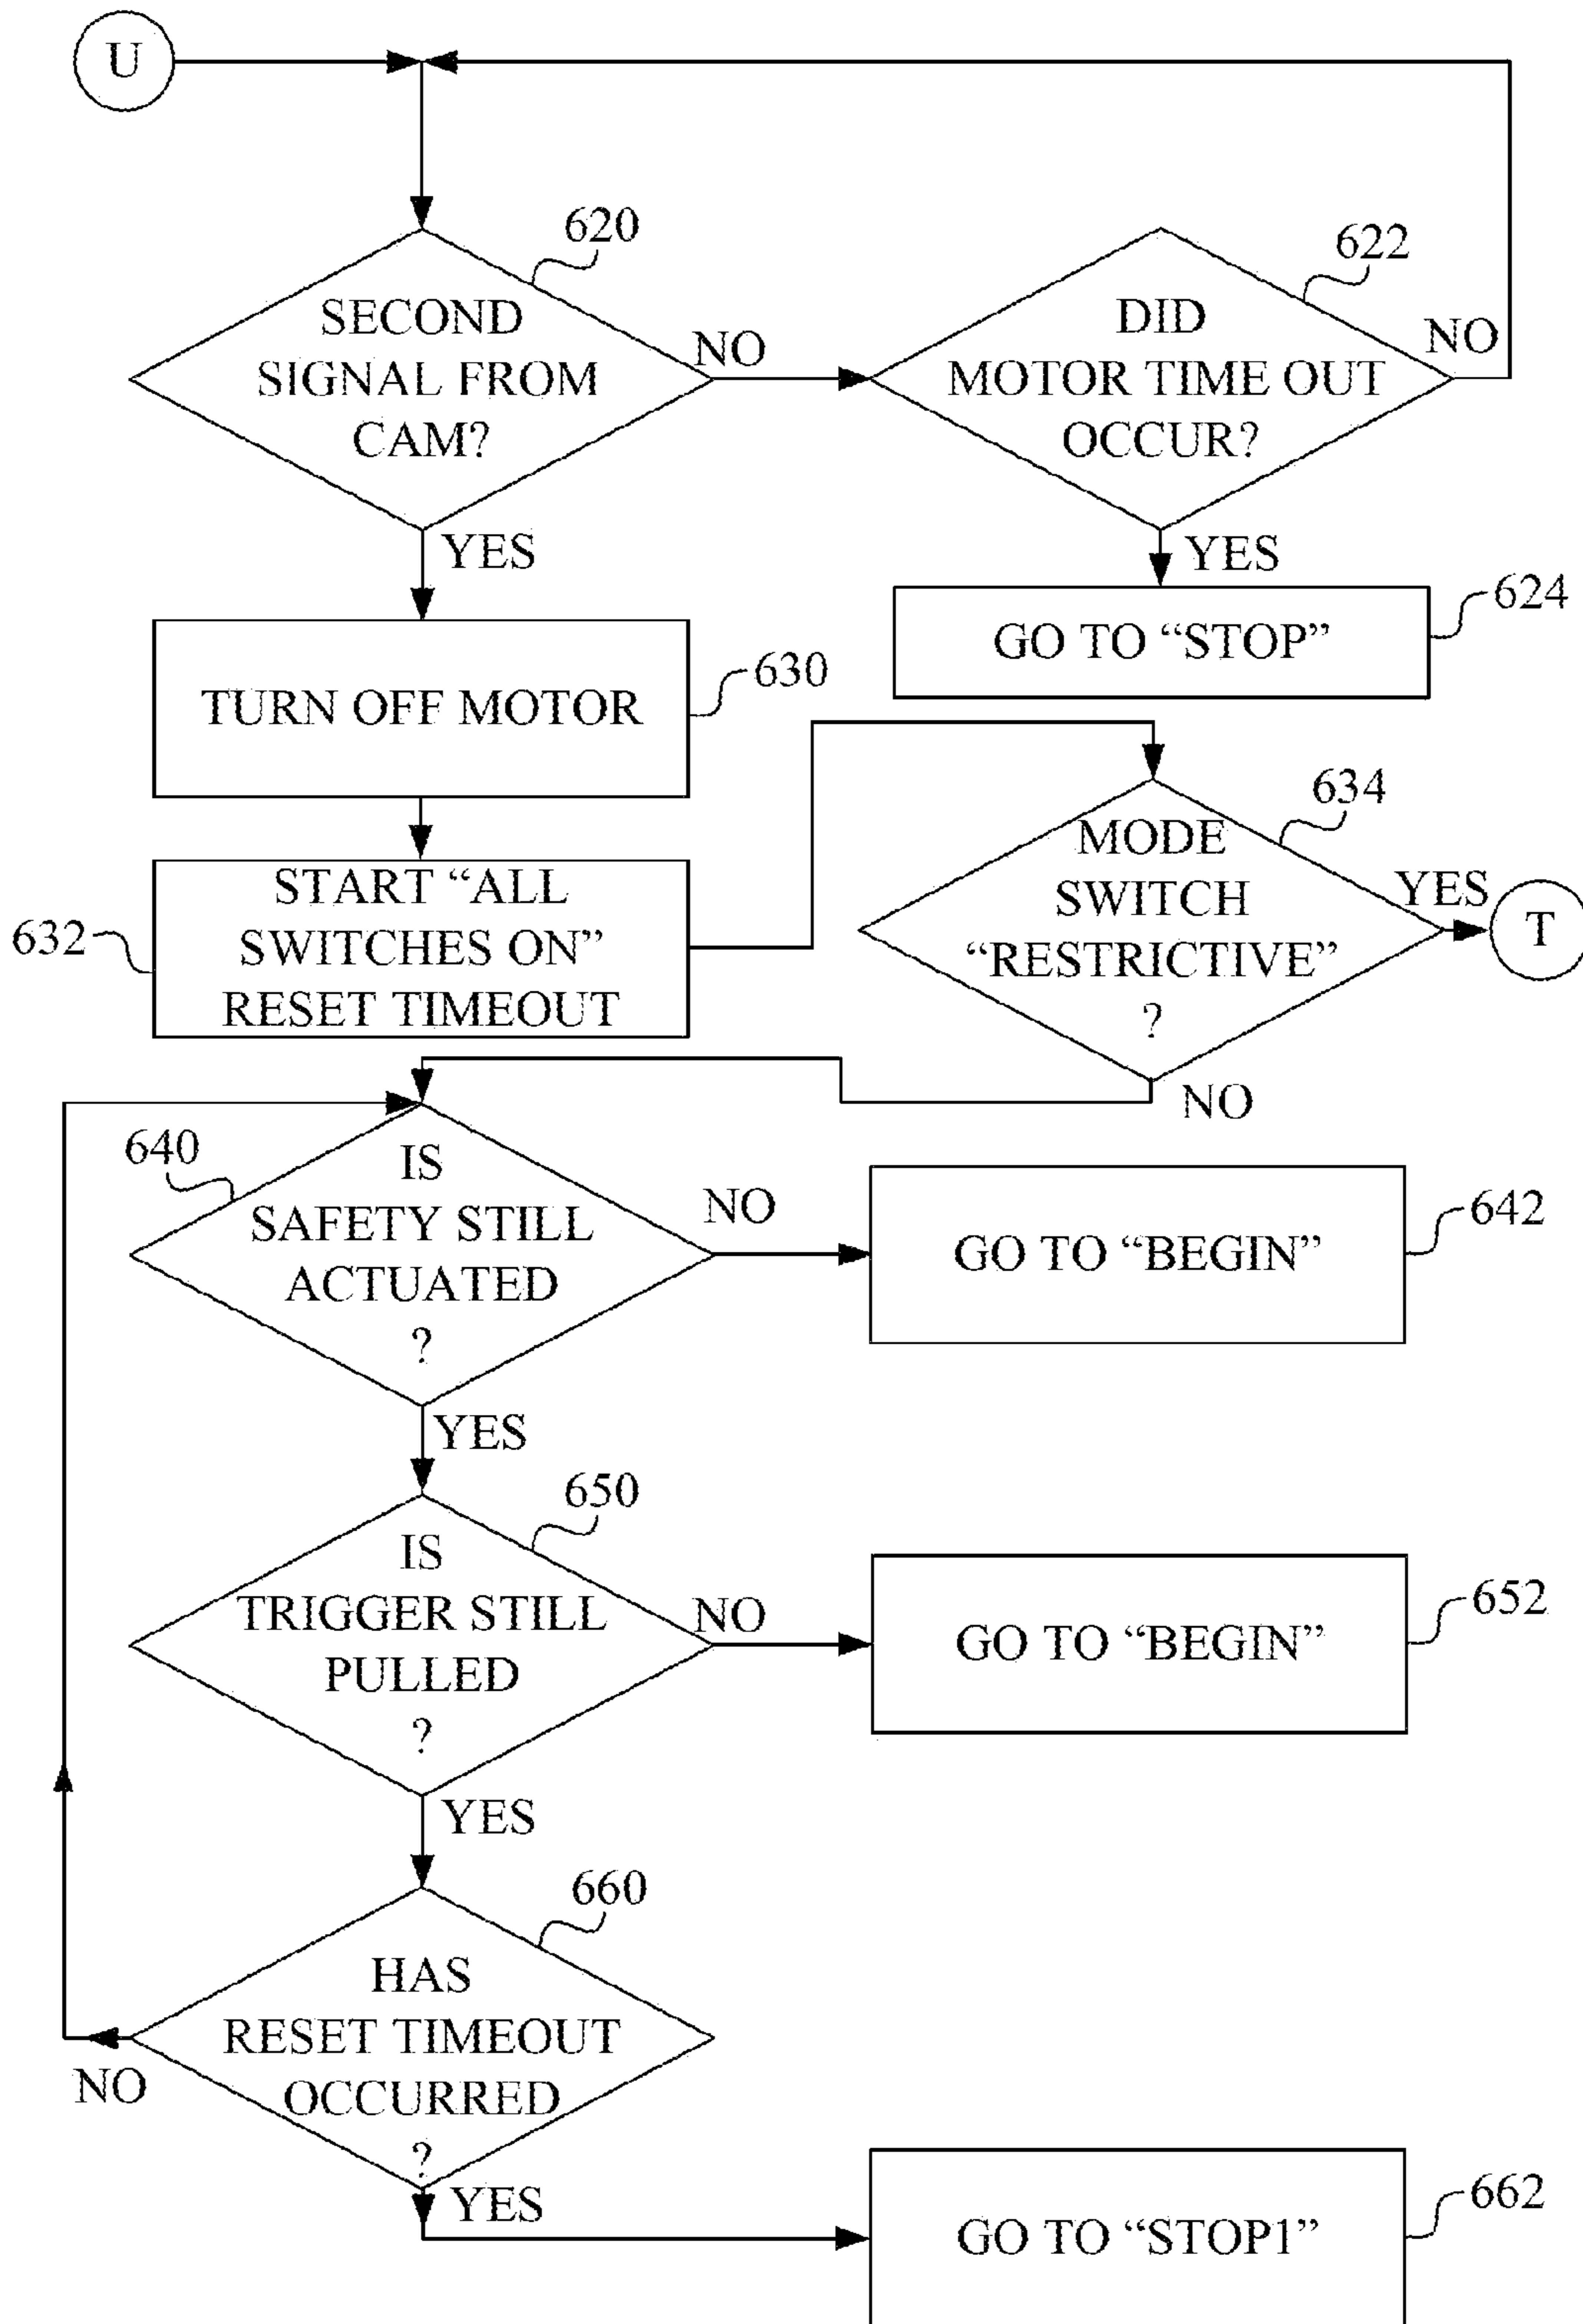 U
620
SECOND
SIGNAL FROM
CAM?
NO
YES
622
DID
MOTOR TIME OUT
OCCUR?
NO
YES
GO TO “STOP”
624
TURN OFF MOTOR
630
START “ALL
SWITCHES ON”
RESET TIMEOUT
632
634
MODE
SWITCH
“RESTRICTIVE”
?
YES
T
NO
640
IS
SAFETY STILL
ACTUATED
?
NO
GO TO “BEGIN”
642
YES
650
IS
TRIGGER STILL
PULLED
?
NO
GO TO “BEGIN”
652
YES
660
HAS
RESET TIMEOUT
OCCURRED
?
NO
YES
GO TO “STOP1”
662